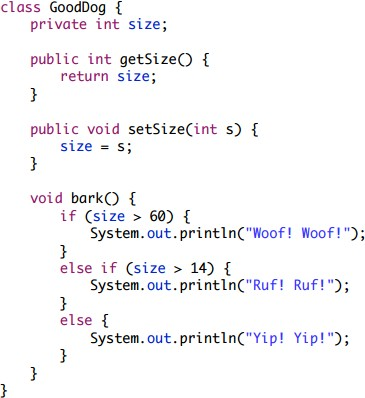 class GoodDog {
    private int size;

    public int getSize() {
        return size;
    }

    public void setSize(int s) {
        size = s;
    }

    void bark() {
        if (size > 60) {
            System.out.println("Woof! Woof!");
        }
        else if (size > 14) {
            System.out.println("Ruf! Ruf!");
        }
        else {
            System.out.println("Yip! Yip!");
        }
    }
}